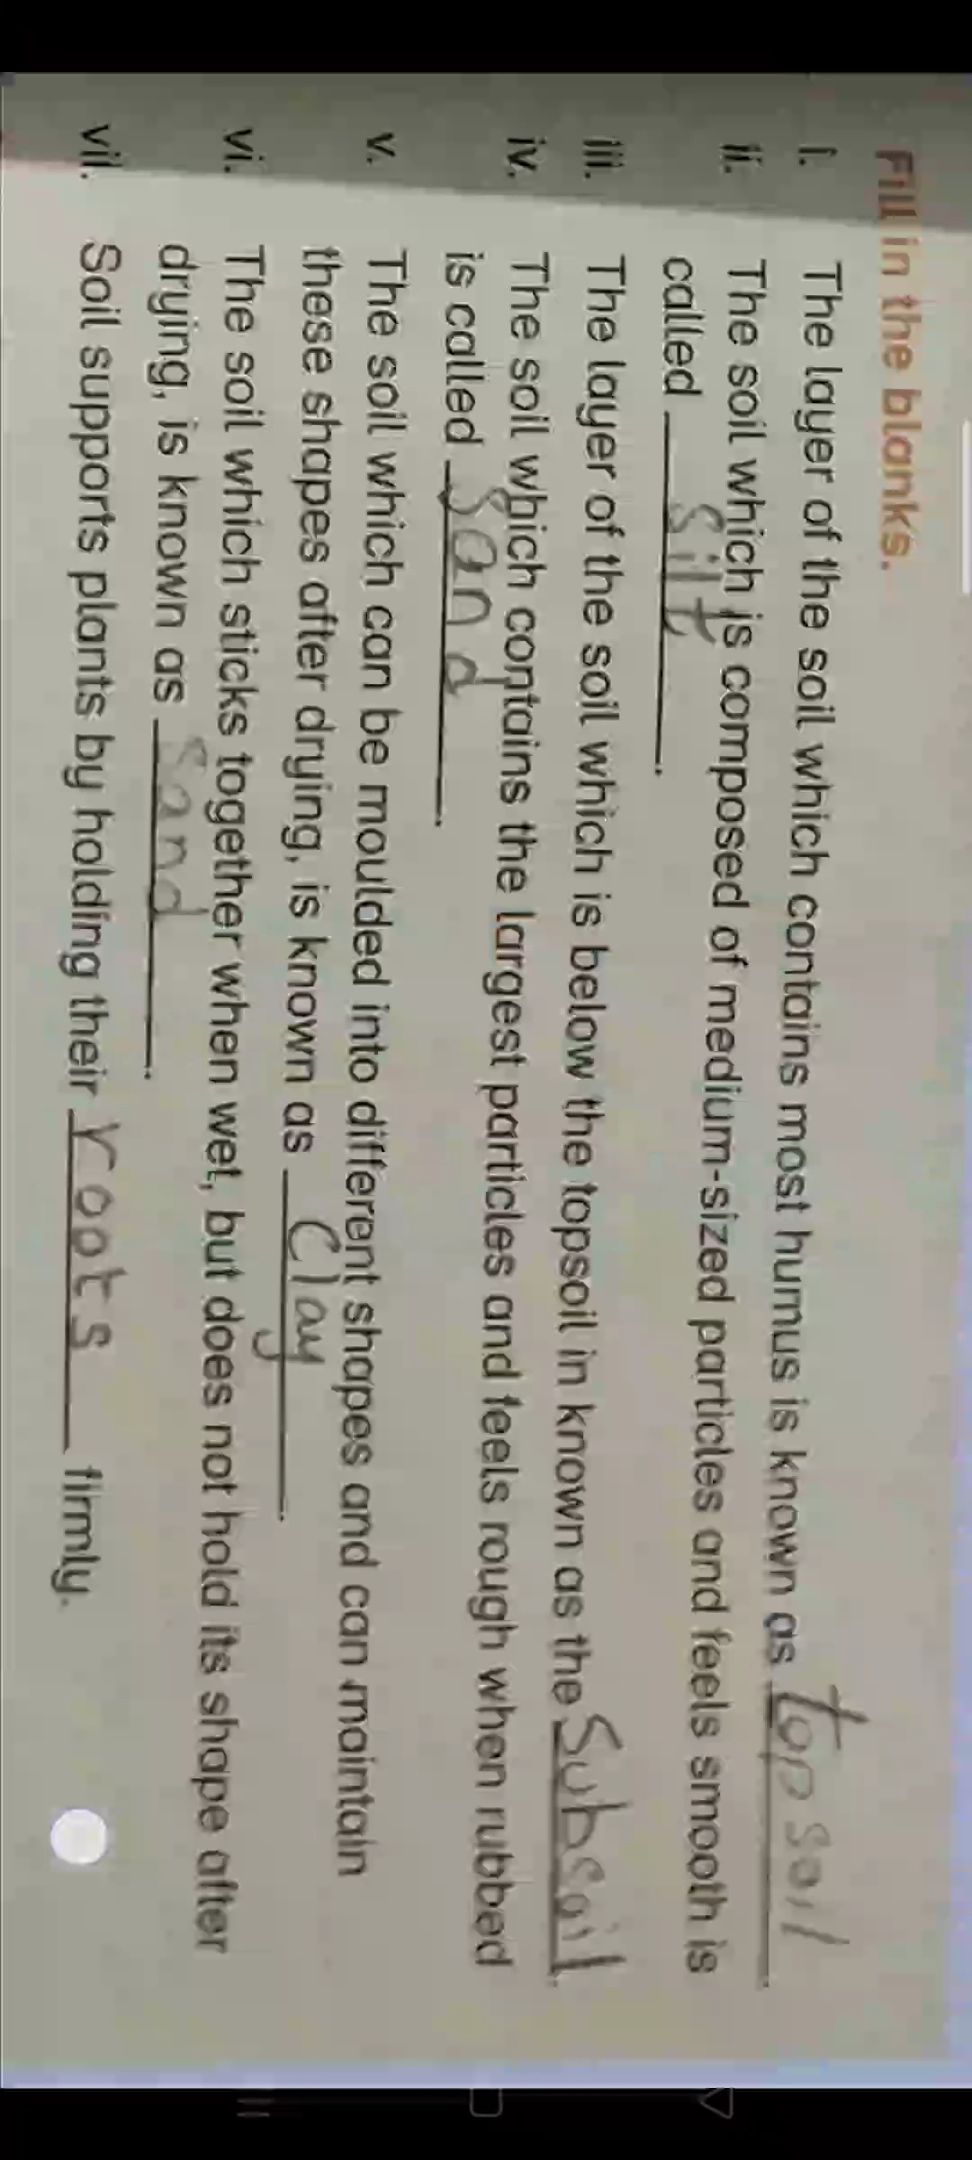 Fill in the blanks.
i. The layer of the soil which contains most humus is known as top soil.
ii. The soil which is composed of medium-sized particles and feels smooth is
called silt.
iii. The layer of the soil which is below the topsoil in known as the Subsoil.
iv. The soil which contains the largest particles and feels rough when rubbed
is called Sand.
v. The soil which can be moulded into different shapes and can maintain
these shapes after drying, is known as Clay.
vi. The soil which sticks together when wet, but does not hold its shape after
drying, is known as Sand.
vii. Soil supports plants by holding their roots firmly.